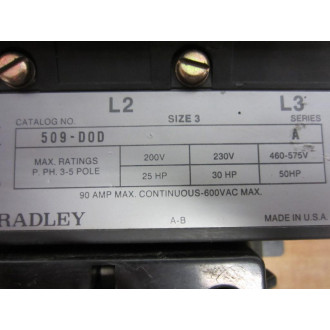 L2 L3
CATALOG NO. SIZE 3 SERIES
509-DOD A
MAX. RATINGS 200V 230V 460-575V
P. PH. 3-5 POLE 25 HP 30 HP 50HP
90 AMP MAX. CONTINUOUS-600VAC MAX.
RADLEY A-B MADE IN U.S.A.